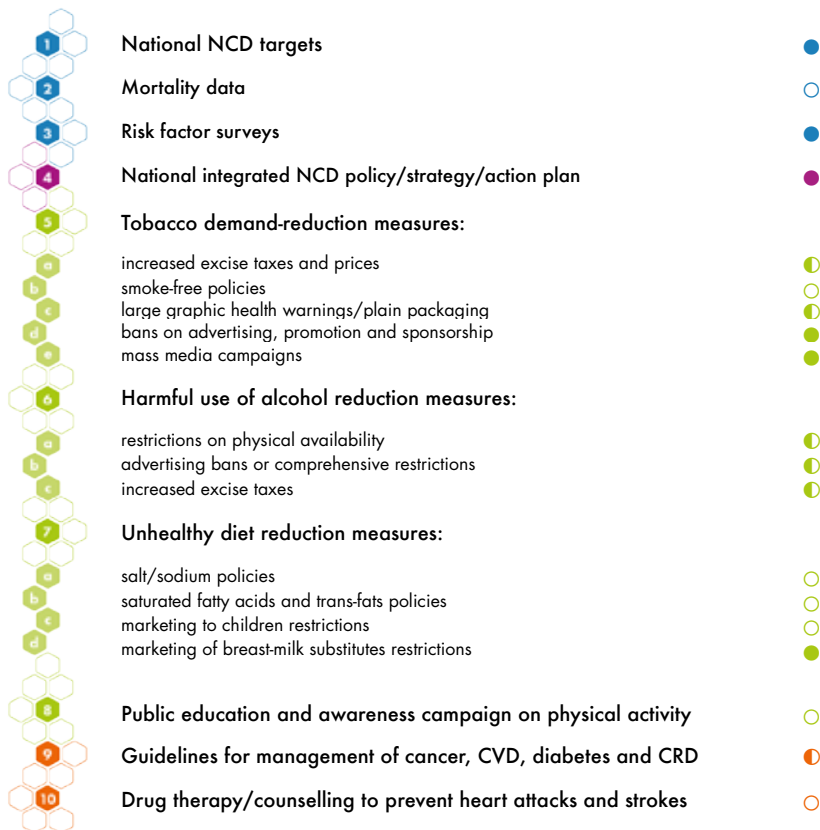 1 National NCD targets
2 Mortality data
3 Risk factor surveys
4 National integrated NCD policy/strategy/action plan
5 Tobacco demand-reduction measures:
a increased excise taxes and prices
b smoke-free policies
c large graphic health warnings/plain packaging
d bans on advertising, promotion and sponsorship
e mass media campaigns
6 Harmful use of alcohol reduction measures:
a restrictions on physical availability
b advertising bans or comprehensive restrictions
c increased excise taxes
7 Unhealthy diet reduction measures:
a salt/sodium policies
b saturated fatty acids and trans-fats policies
c marketing to children restrictions
d marketing of breast-milk substitutes restrictions
8 Public education and awareness campaign on physical activity
9 Guidelines for management of cancer, CVD, diabetes and CRD
10 Drug therapy/counselling to prevent heart attacks and strokes